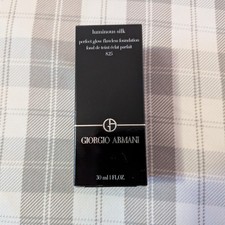 luminous silk
perfect glow flawless foundation
fond de teint éclat parfait
6.25
GIORGIO ARMANI
30 ml 1 FL.OZ.